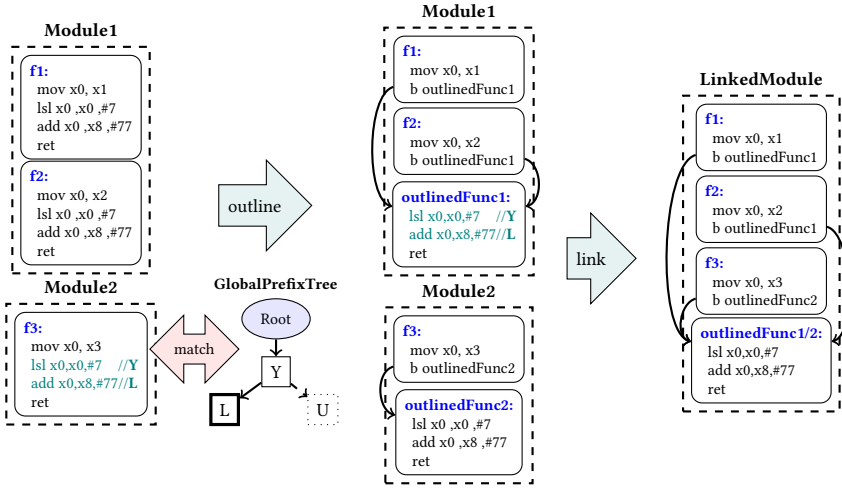 Module1
f1:
mov x0, x1
lsl x0 ,x0 ,#7
add x0 ,x8 ,#77
ret
f2:
mov x0, x2
lsl x0 ,x0 ,#7
add x0 ,x8 ,#77
ret
Module2
f3:
mov x0, x3
lsl x0,x0,#7 //Y
add x0,x8,#77//L
ret
match
GlobalPrefixTree
Root
Y
L
U
outline
Module1
f1:
mov x0, x1
b outlinedFunc1
f2:
mov x0, x2
b outlinedFunc1
outlinedFunc1:
lsl x0,x0,#7 //Y
add x0,x8,#77//L
ret
Module2
f3:
mov x0, x3
b outlinedFunc2
outlinedFunc2:
lsl x0 ,x0 ,#7
add x0 ,x8 ,#77
ret
link
LinkedModule
f1:
mov x0, x1
b outlinedFunc1
f2:
mov x0, x2
b outlinedFunc1
f3:
mov x0, x3
b outlinedFunc2
outlinedFunc1/2:
lsl x0,x0,#7
add x0,x8,#77
ret